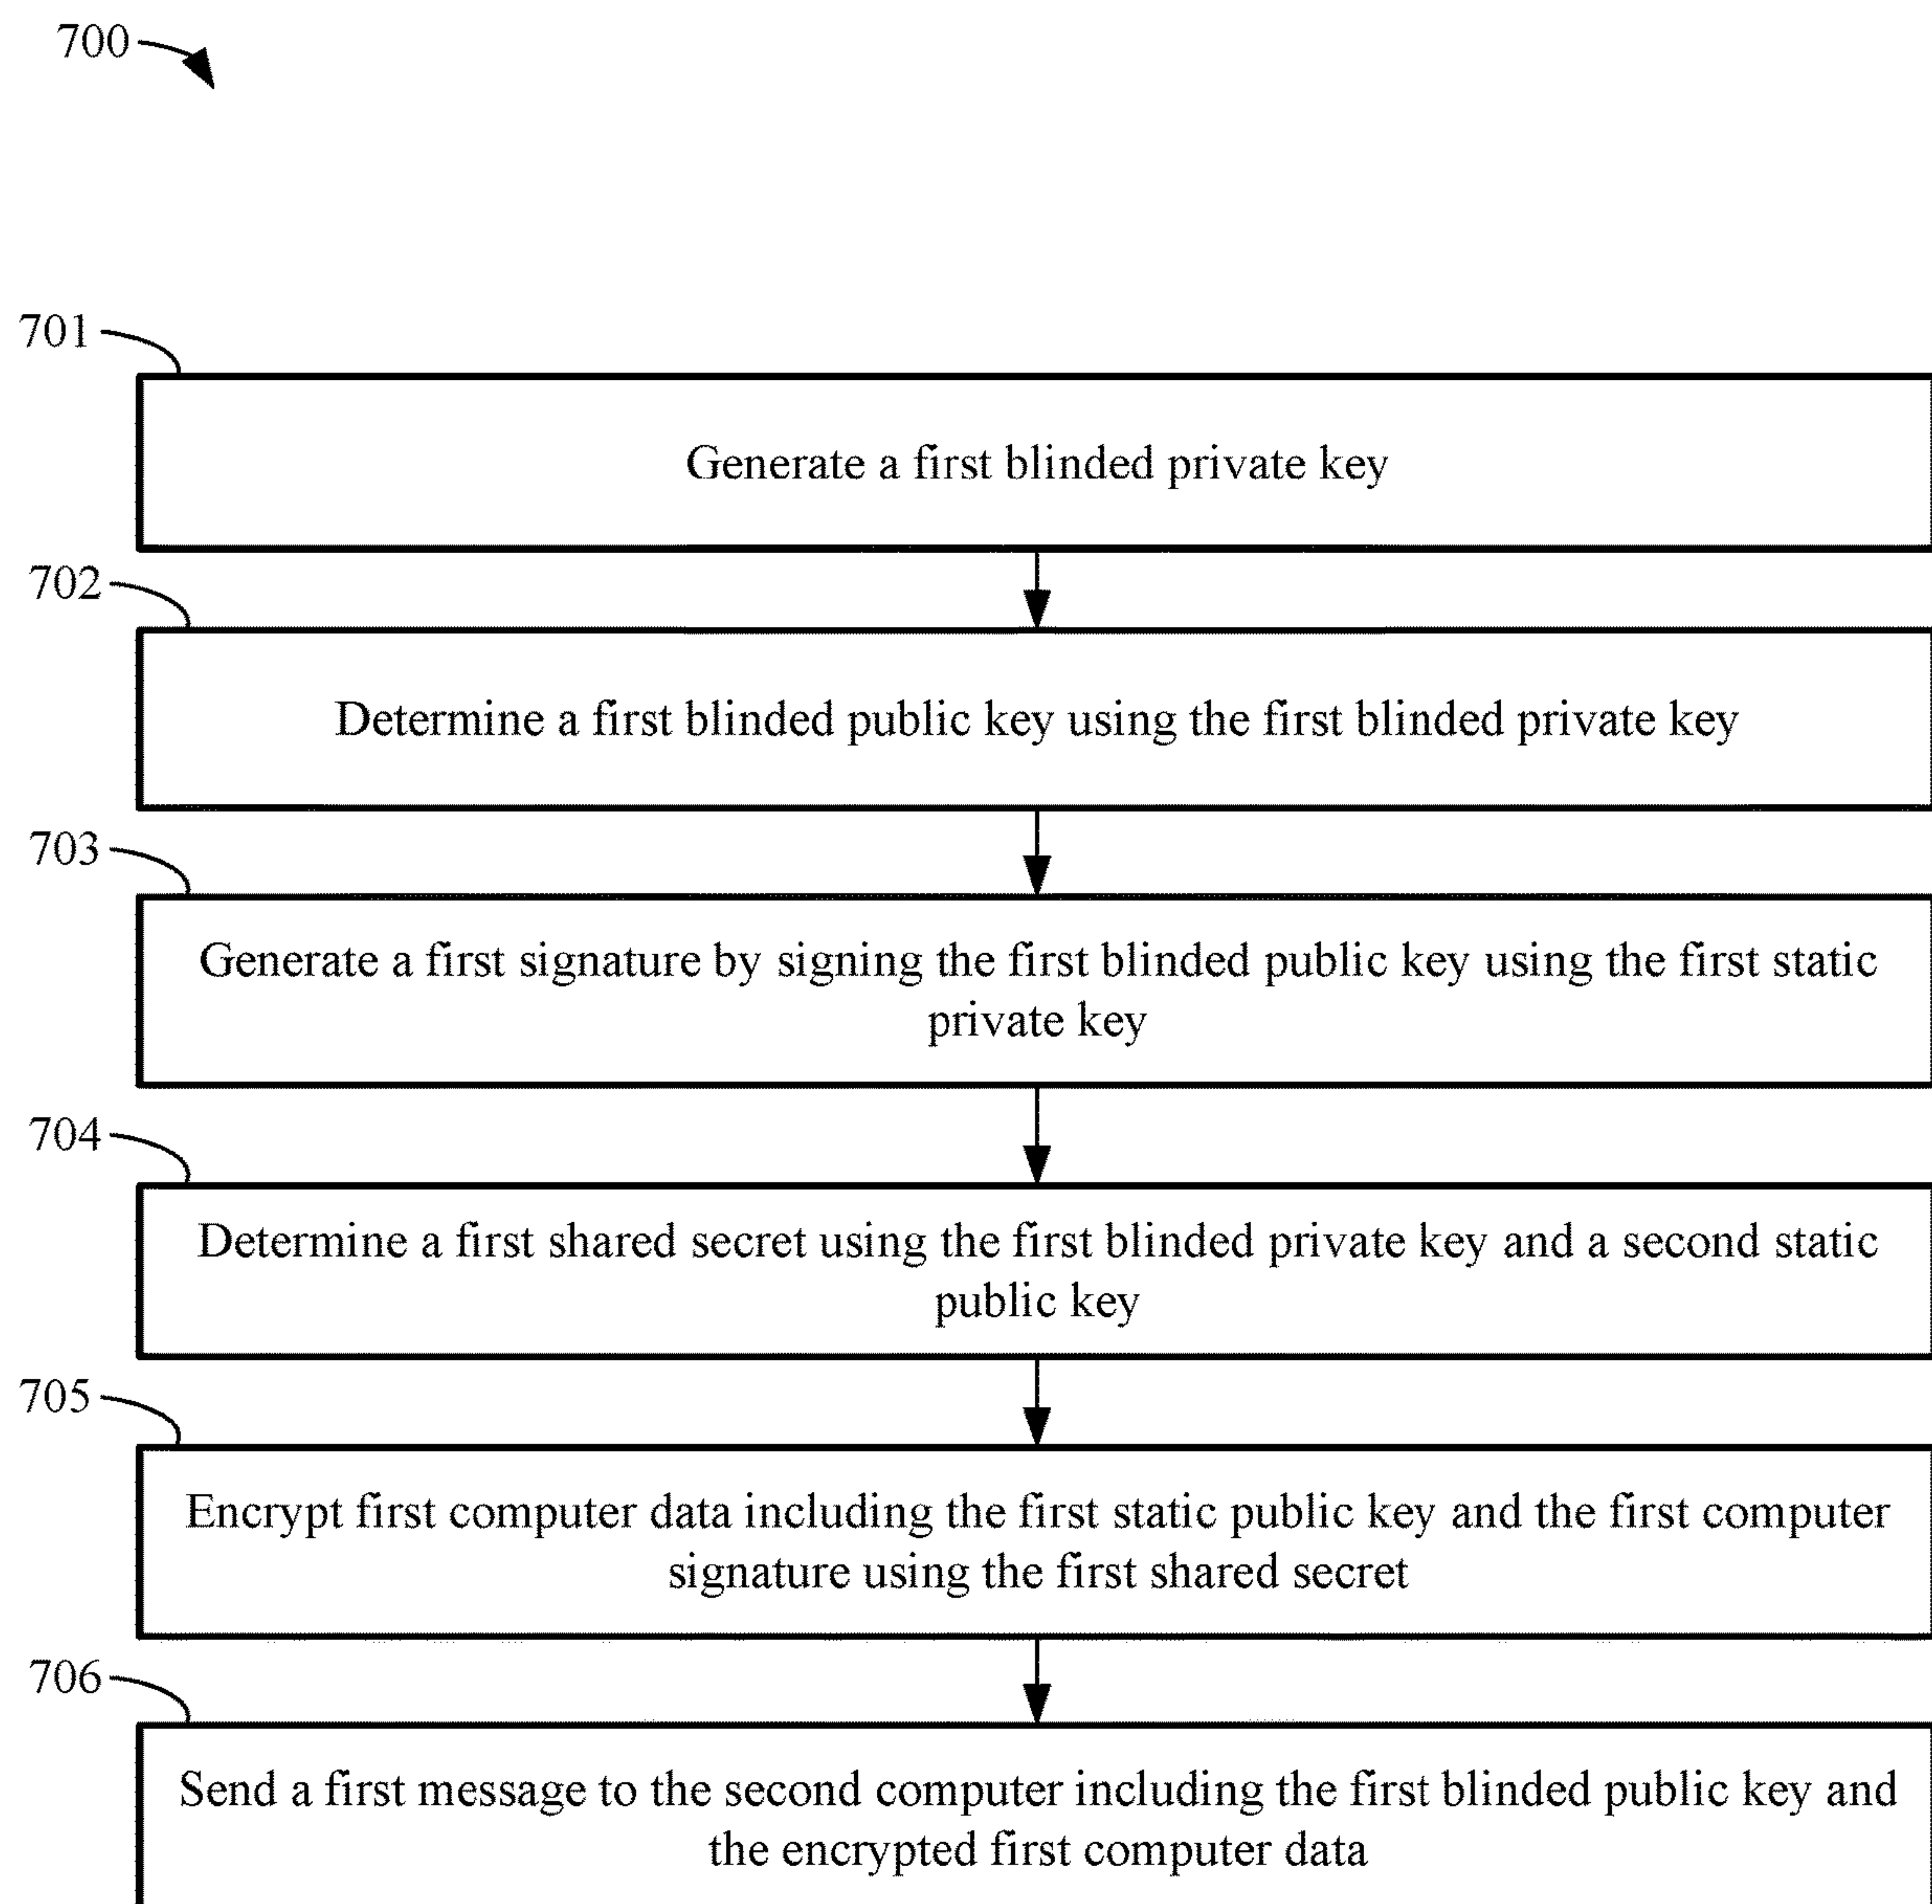 700
701
Generate a first blinded private key
702
Determine a first blinded public key using the first blinded private key
703
Generate a first signature by signing the first blinded public key using the first static
private key
704
Determine a first shared secret using the first blinded private key and a second static
public key
705
Encrypt first computer data including the first static public key and the first computer
signature using the first shared secret
706
Send a first message to the second computer including the first blinded public key and
the encrypted first computer data